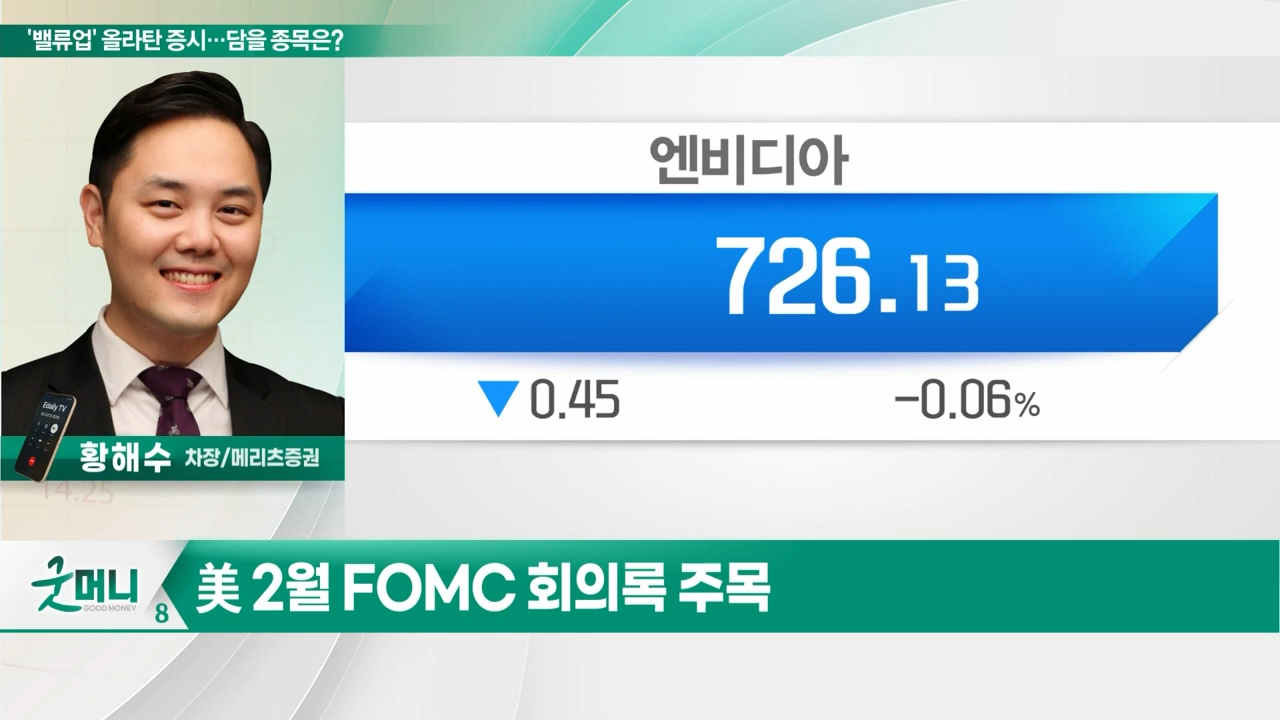 '밸류업' 올라탄 증시…담을 종목은?
엔비디아
726.13
▼0.45 -0.06%
Edaily TV
황해수 차장/메리츠증권
14.25
굿머니
GOOD MONEY
8
美 2월 FOMC 회의록 주목